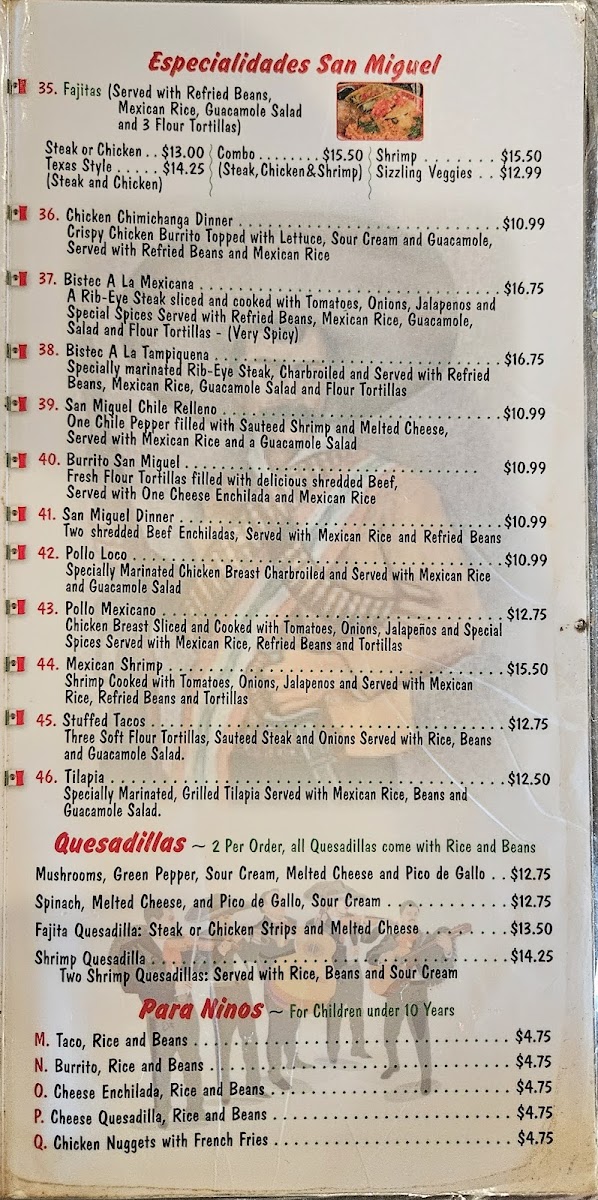 Especialidades San Miguel
35. Fajitas (Served with Refried Beans,
Mexican Rice, Guacamole Salad
and 3 Flour Tortillas)
Steak or Chicken . . $13.00
Texas Style . . . . . $14.25
(Steak and Chicken)
Combo . . . . . . . . $15.50
(Steak, Chicken & Shrimp)
Shrimp . . . . . . . $15.50
Sizzling Veggies . . $12.99
36. Chicken Chimichanga Dinner . . . . . . . . $10.99
Crispy Chicken Burrito Topped with Lettuce, Sour Cream and Guacamole,
Served with Refried Beans and Mexican Rice
37. Bistec A La Mexicana . . . . . . . . $16.75
A Rib-Eye Steak sliced and cooked with Tomatoes, Onions, Jalapenos and
Special Spices Served with Refried Beans, Mexican Rice, Guacamole,
Salad and Flour Tortillas - (Very Spicy)
38. Bistec A La Tampiquena . . . . . . . . $16.75
Specially marinated Rib-Eye Steak, Charbroiled and Served with Refried
Beans, Mexican Rice, Guacamole Salad and Flour Tortillas
39. San Miguel Chile Relleno . . . . . . . . $10.99
One Chile Pepper filled with Sauteed Shrimp and Melted Cheese,
Served with Mexican Rice and a Guacamole Salad
40. Burrito San Miguel . . . . . . . . $10.99
Fresh Flour Tortillas filled with delicious shredded Beef,
Served with One Cheese Enchilada and Mexican Rice
41. San Miguel Dinner . . . . . . . . $10.99
Two shredded Beef Enchiladas, Served with Mexican Rice and Refried Beans
42. Pollo Loco . . . . . . . . $10.99
Specially Marinated Chicken Breast Charbroiled and Served with Mexican Rice
and Guacamole Salad
43. Pollo Mexicano . . . . . . . . $12.75
Chicken Breast Sliced and Cooked with Tomatoes, Onions, Jalapeños and Special
Spices Served with Mexican Rice, Refried Beans and Tortillas
44. Mexican Shrimp . . . . . . . . $15.50
Shrimp Cooked with Tomatoes, Onions, Jalapenos and Served with Mexican
Rice, Refried Beans and Tortillas
45. Stuffed Tacos . . . . . . . . $12.75
Three Soft Flour Tortillas, Sauteed Steak and Onions Served with Rice, Beans
and Guacamole Salad.
46. Tilapia . . . . . . . . $12.50
Specially Marinated, Grilled Tilapia Served with Mexican Rice, Beans and
Guacamole Salad.
Quesadillas ~ 2 Per Order, all Quesadillas come with Rice and Beans
Mushrooms, Green Pepper, Sour Cream, Melted Cheese and Pico de Gallo . . $12.75
Spinach, Melted Cheese, and Pico de Gallo, Sour Cream . . . . . . . . $12.75
Fajita Quesadilla: Steak or Chicken Strips and Melted Cheese . . . . . . . . $13.50
Shrimp Quesadilla . . . . . . . . $14.25
Two Shrimp Quesadillas: Served with Rice, Beans and Sour Cream
Para Ninos ~ For Children under 10 Years
M. Taco, Rice and Beans . . . . . . . . $4.75
N. Burrito, Rice and Beans . . . . . . . . $4.75
O. Cheese Enchilada, Rice and Beans . . . . . . . . $4.75
P. Cheese Quesadilla, Rice and Beans . . . . . . . . $4.75
Q. Chicken Nuggets with French Fries . . . . . . . . $4.75